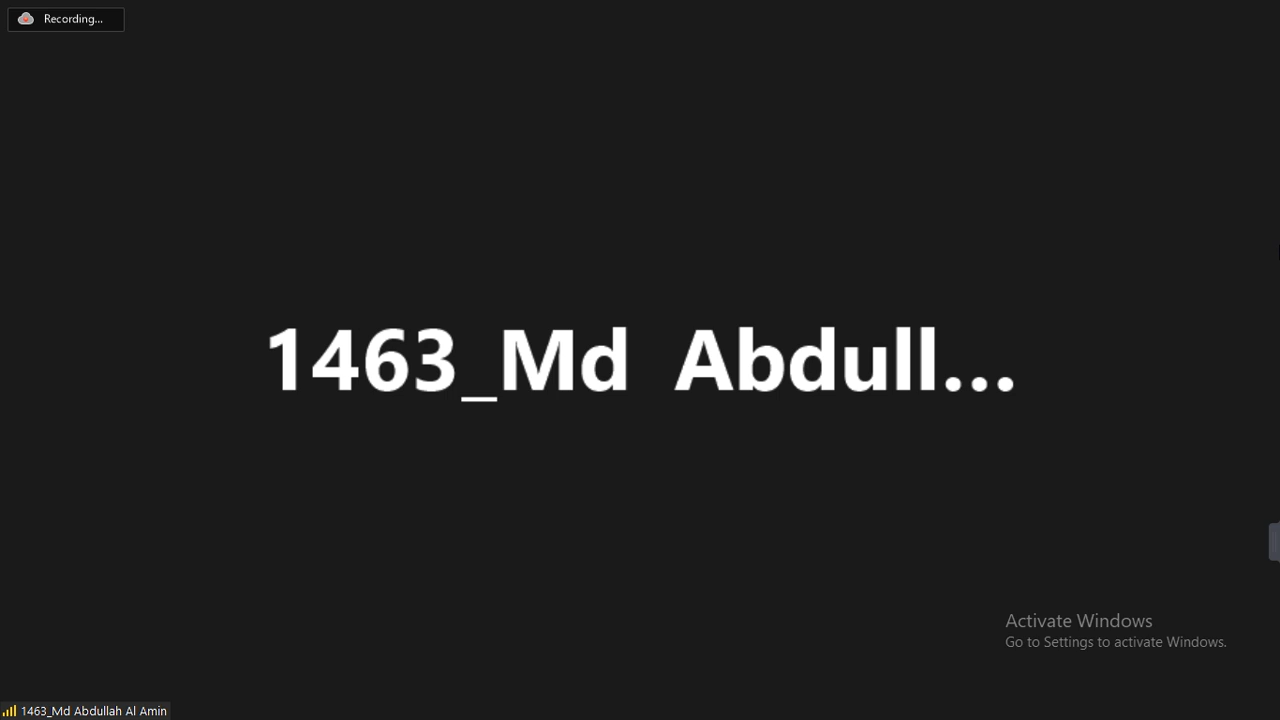 Recording...
1463_Md Abdull...
Activate Windows
Go to Settings to activate Windows.
1463_Md Abdullah Al Amin